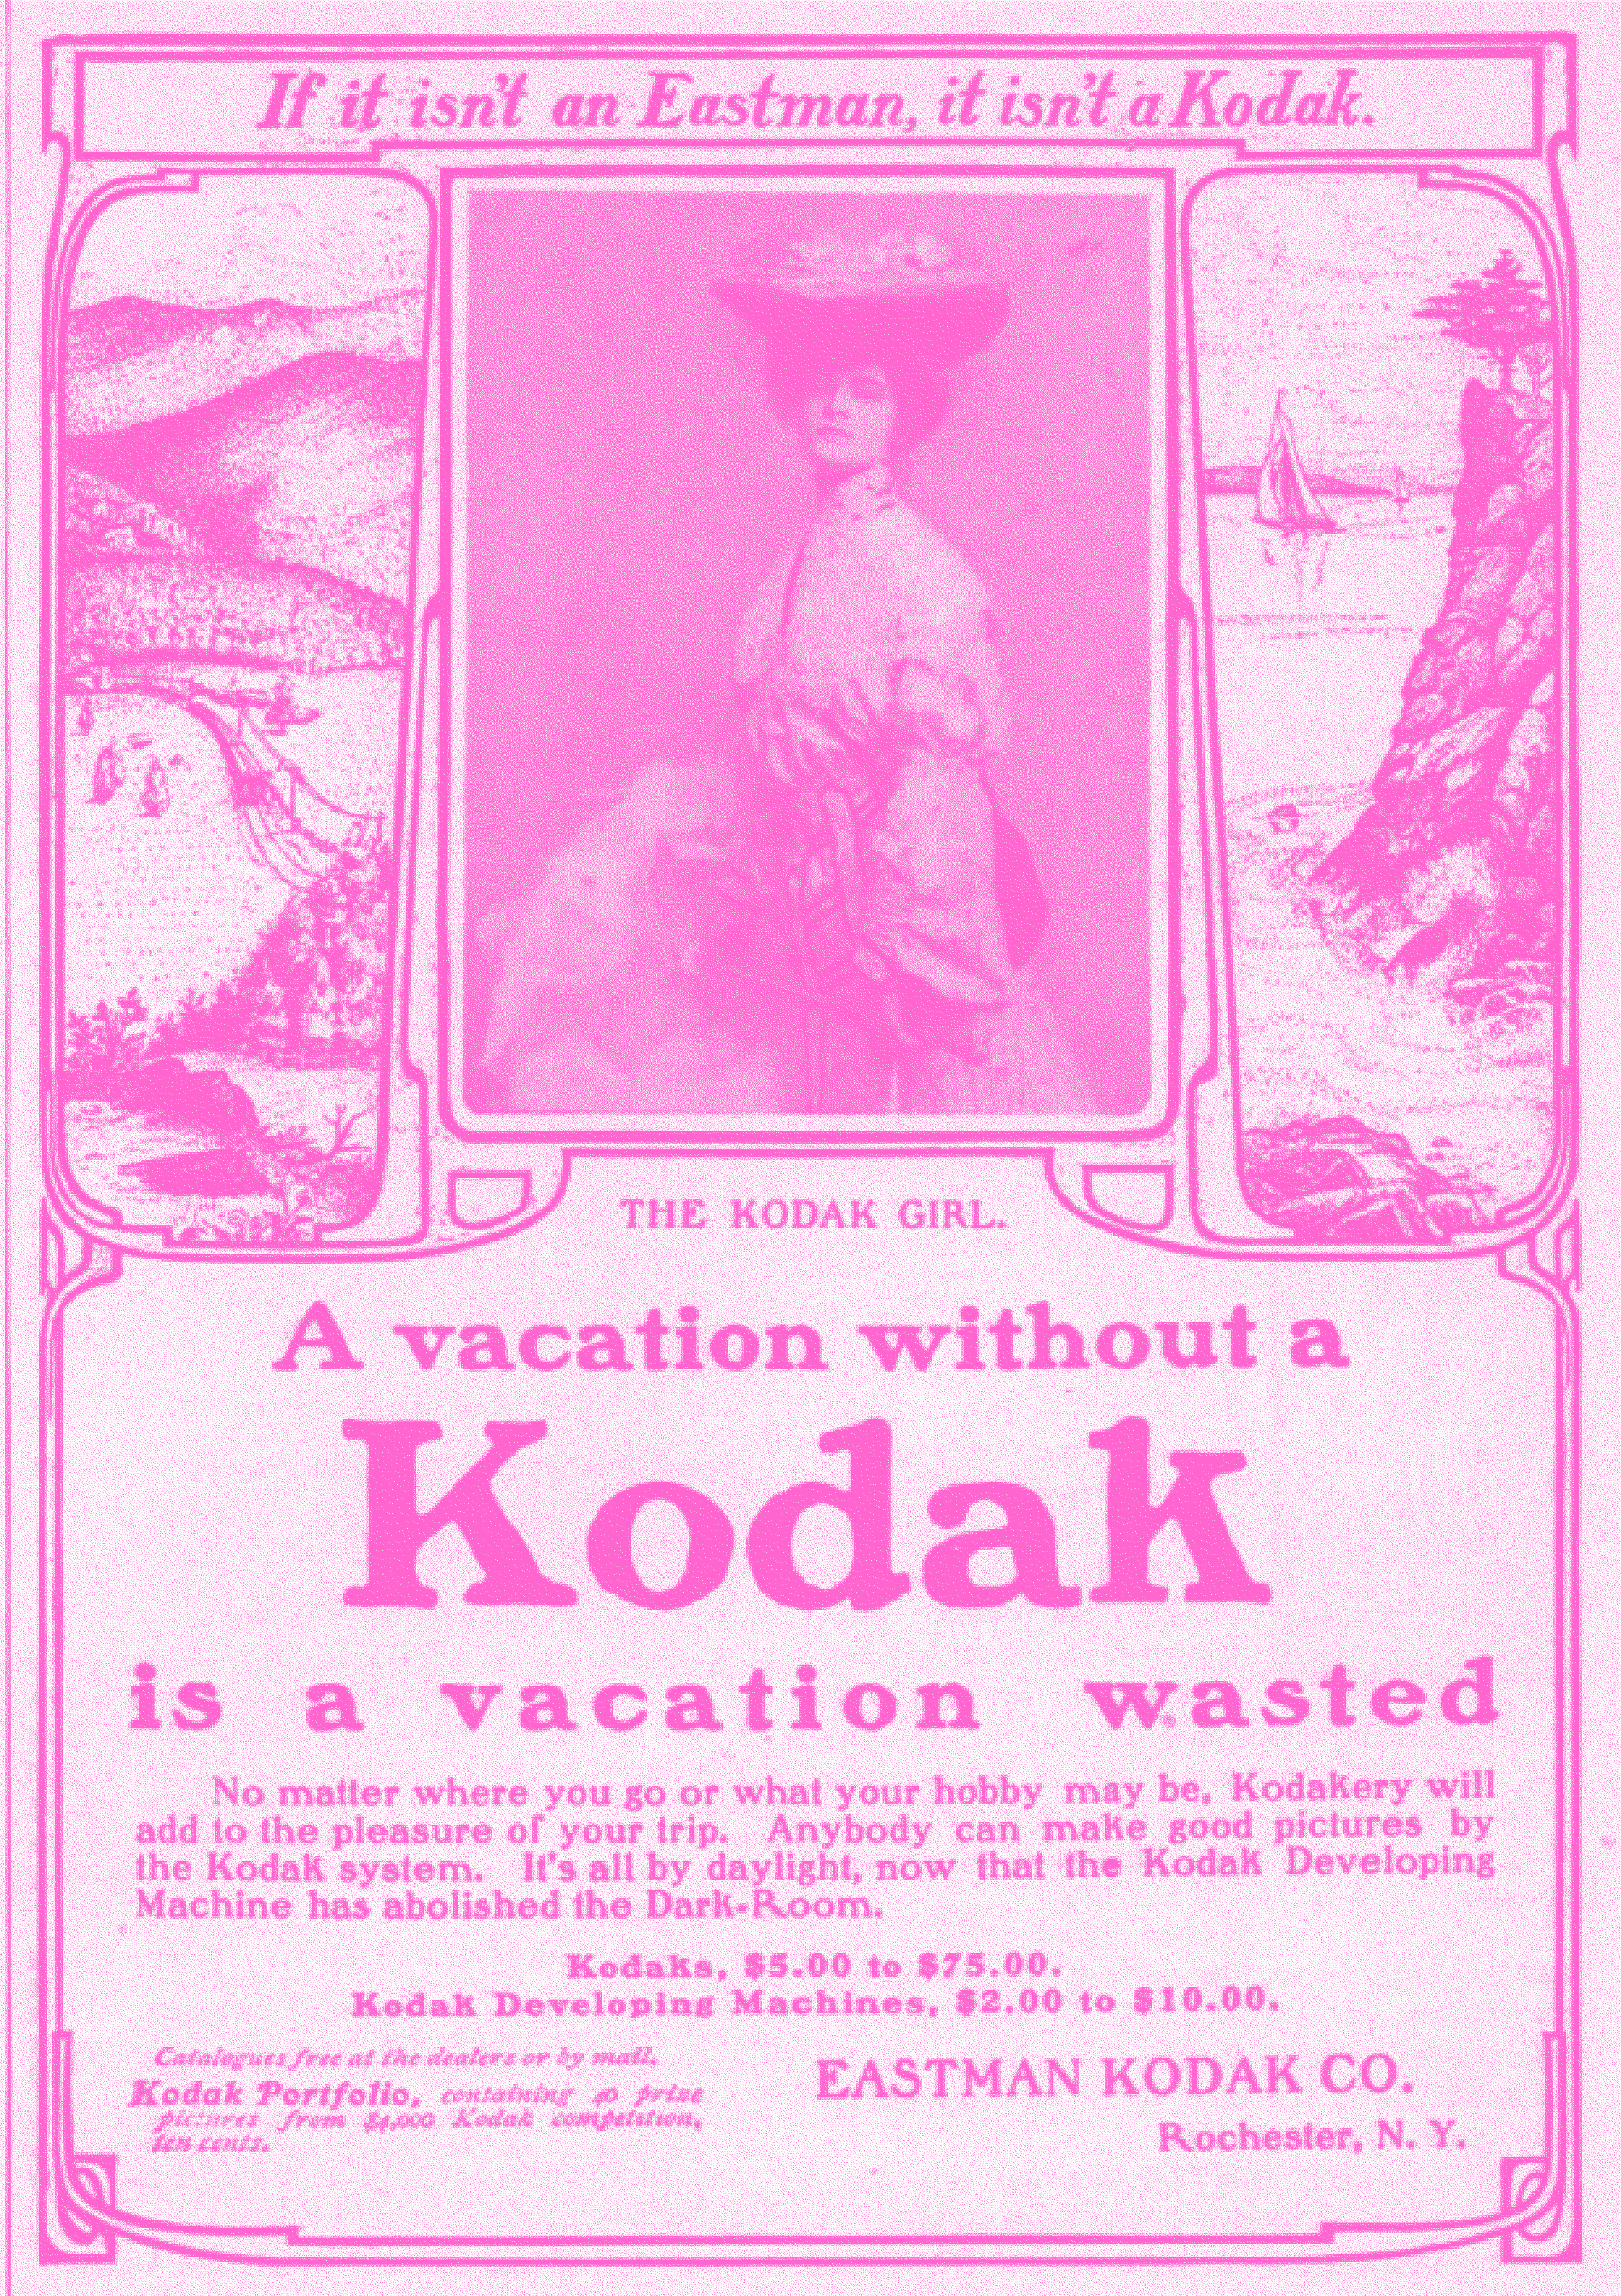 If it isn't an Eastman, it isn't a Kodak.
THE KODAK GIRL.
A vacation without a
Kodak
is a vacation wasted
No matter where you go or what your hobby may be, Kodakery will
add to the pleasure of your trip. Anybody can make good pictures by
the Kodak system. It's all by daylight, now that the Kodak Developing
Machine has abolished the Dark-Room.
Kodaks, $5.00 to $75.00.
Kodak Developing Machines, $2.00 to $10.00.
Catalogues free at the dealers or by mail.
Kodak Portfolio, containing 40 prize
pictures from $4,000 Kodak competition,
ten cents.
EASTMAN KODAK CO.
Rochester, N. Y.